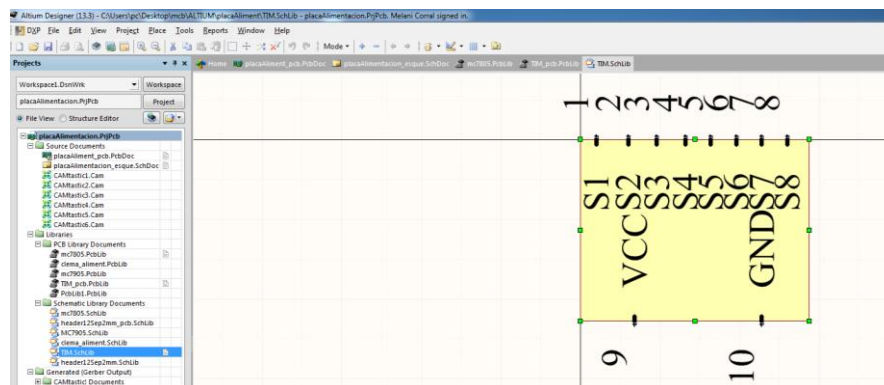 Altium Designer (13.3) - C:\Users\pc\Desktop\mcb\ALTIUM\placaAliment\TIM.SchLib - placaAlimentacion.PrjPcb. Melani Corral signed in.
DXP File Edit View Project Place Tools Reports Window Help
Mode
Projects
Home placaAliment_pcb.PcbDoc placaAlimentacion_esque.SchDoc mc7805.PcbLib TIM_pcb.PcbLib TIM.SchLib
Workspace1.DsnWrk Workspace
placaAlimentacion.PrjPcb Project
File View Structure Editor
placaAlimentacion.PrjPcb
Source Documents
placaAliment_pcb.PcbDoc
placaAlimentacion_esque.SchDoc
CAMtastic1.Cam
CAMtastic2.Cam
CAMtastic3.Cam
CAMtastic4.Cam
CAMtastic5.Cam
CAMtastic6.Cam
Libraries
PCB Library Documents
mc7805.PcbLib
clema_aliment.PcbLib
mc7905.PcbLib
TIM_pcb.PcbLib
PcbLib1.PcbLib
Schematic Library Documents
mc7805.SchLib
header12Sep2mm_pcb.SchLib
MC7905.SchLib
clema_aliment.SchLib
TIM.SchLib
header12Sep2mm.SchLib
Generated (Gerber Output)
CAMtastic! Documents
1 2 3 4 5 6 7 8
S1 S2 S3 S4 S5 S6 S7 S8
VCC GND
9 10